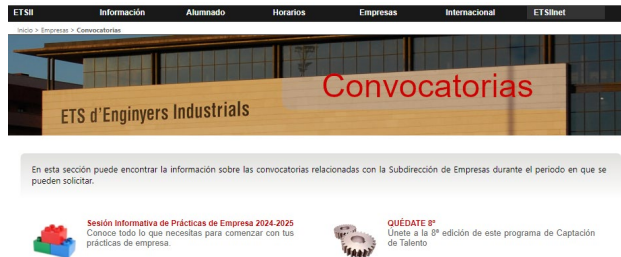 ETSII Información Alumnado Horarios Empresas Internacional ETSIInet
Inicio > Empresas > Convocatorias
Convocatorias
ETS d'Enginyers Industrials
En esta sección puede encontrar la información sobre las convocatorias relacionadas con la Subdirección de Empresas durante el periodo en que se
pueden solicitar.
Sesión Informativa de Prácticas de Empresa 2024-2025
Conoce todo lo que necesitas para comenzar con tus
prácticas de empresa.
QUÉDATE 8º
Únete a la 8ª edición de este programa de Captación
de Talento